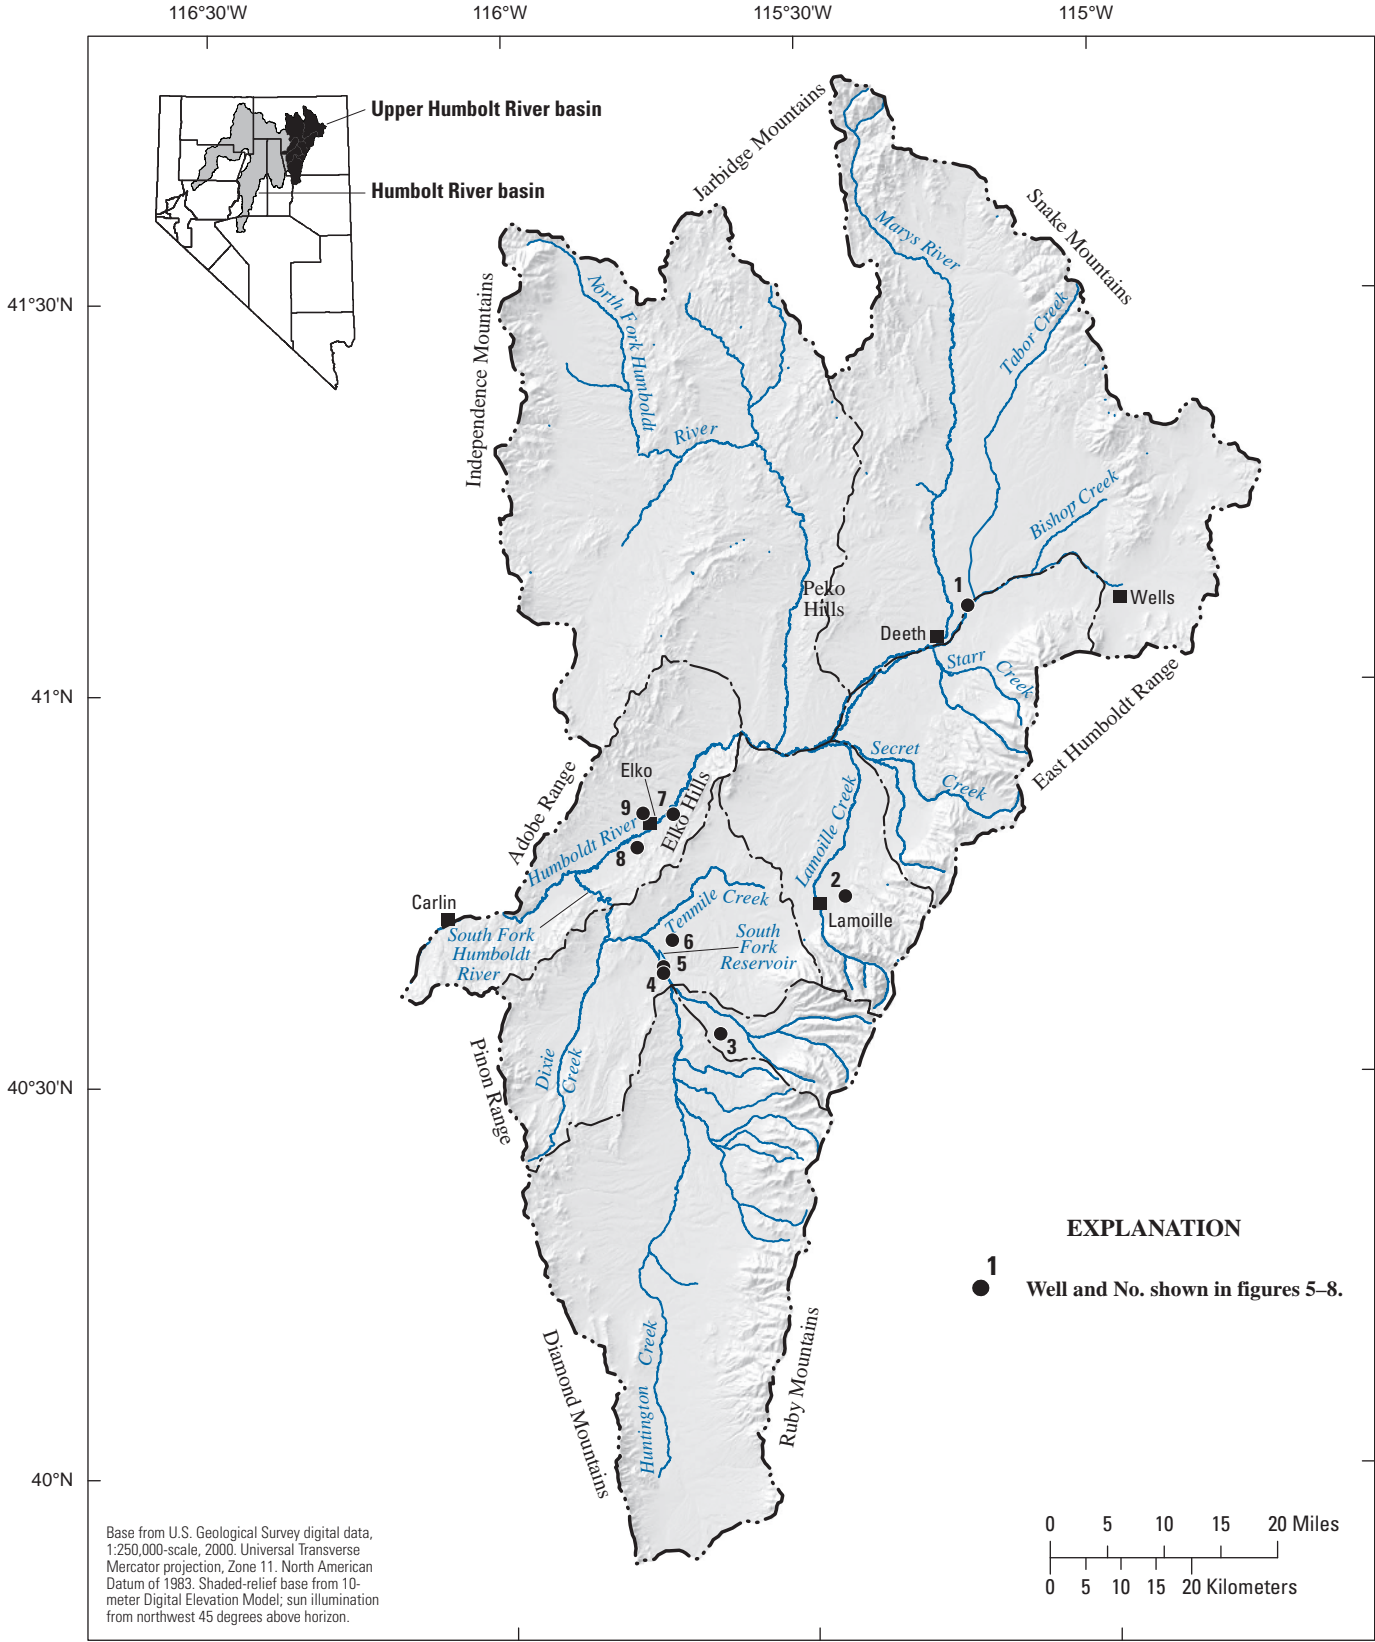 116°30'W
116°W
115°30'W
115°W
Upper Humbolt River basin
Humbolt River basin
Jarbidge Mountains
Snake Mountains
Marys River
Independence Mountains
North Fork Humboldt
River
Tabor Creek
41°30'N
Bishop Creek
Peko
Hills
1
Wells
Deeth
Starr
Creek
41°N
East Humboldt Range
Secret
Creek
Elko
Adobe Range
9
7
Elko Hills
Humboldt River
8
Lamoille Creek
2
Lamoille
Carlin
Tenmile Creek
South Fork
Humboldt
River
South
Fork
Reservoir
6
5
4
3
Pinon Range
Dixie
Creek
40°30'N
EXPLANATION
1
Well and No. shown in figures 5–8.
Diamond Mountains
Huntington Creek
Ruby Mountains
40°N
Base from U.S. Geological Survey digital data,
1:250,000-scale, 2000. Universal Transverse
Mercator projection, Zone 11. North American
Datum of 1983. Shaded-relief base from 10-
meter Digital Elevation Model; sun illumination
from northwest 45 degrees above horizon.
0 5 10 15 20 Miles
0 5 10 15 20 Kilometers